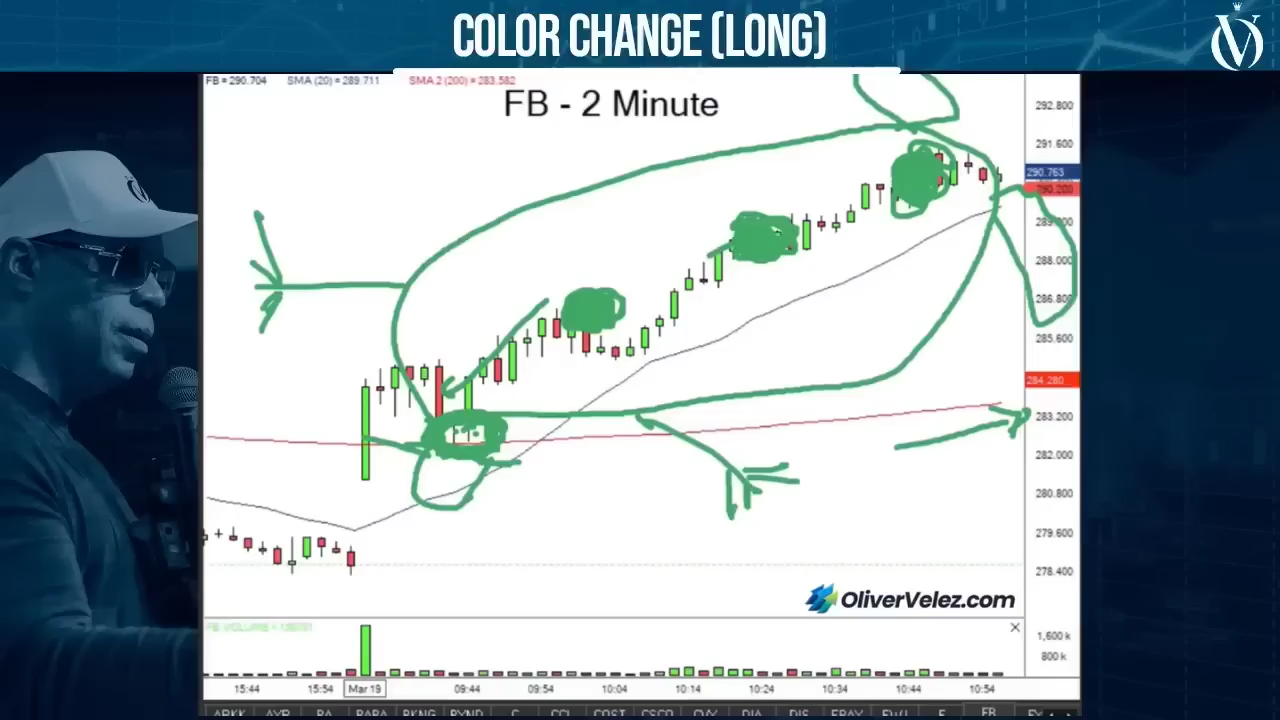 COLOR CHANGE (LONG)
FB = 290.704 SMA (20) = 289.711 SMA 2 (200) = 283.582
FB - 2 Minute
292.800
291.600
290.763
290.200
288.000
286.800
285.600
284.280
283.200
282.000
280.800
279.600
278.400
OliverVelez.com
1,600 k
800 k
15:44 15:54 Mar 19 09:44 09:54 10:04 10:14 10:24 10:34 10:44 10:54